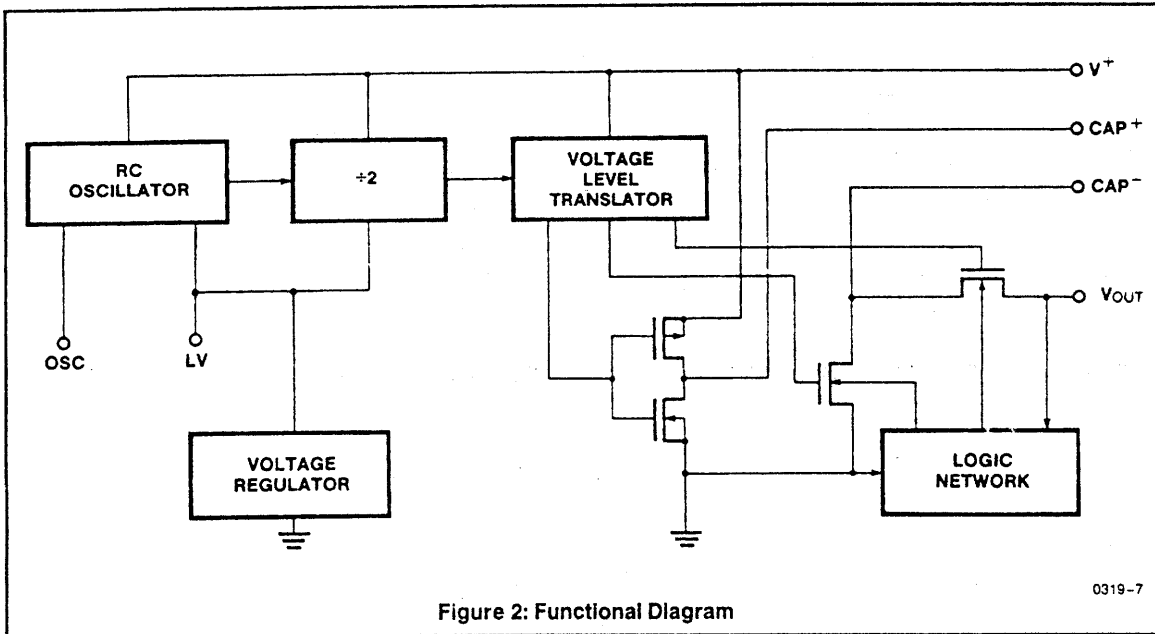 V+
CAP+
CAP-
RC
OSCILLATOR
÷2
VOLTAGE
LEVEL
TRANSLATOR
VOUT
OSC
LV
VOLTAGE
REGULATOR
LOGIC
NETWORK
0319-7
Figure 2: Functional Diagram